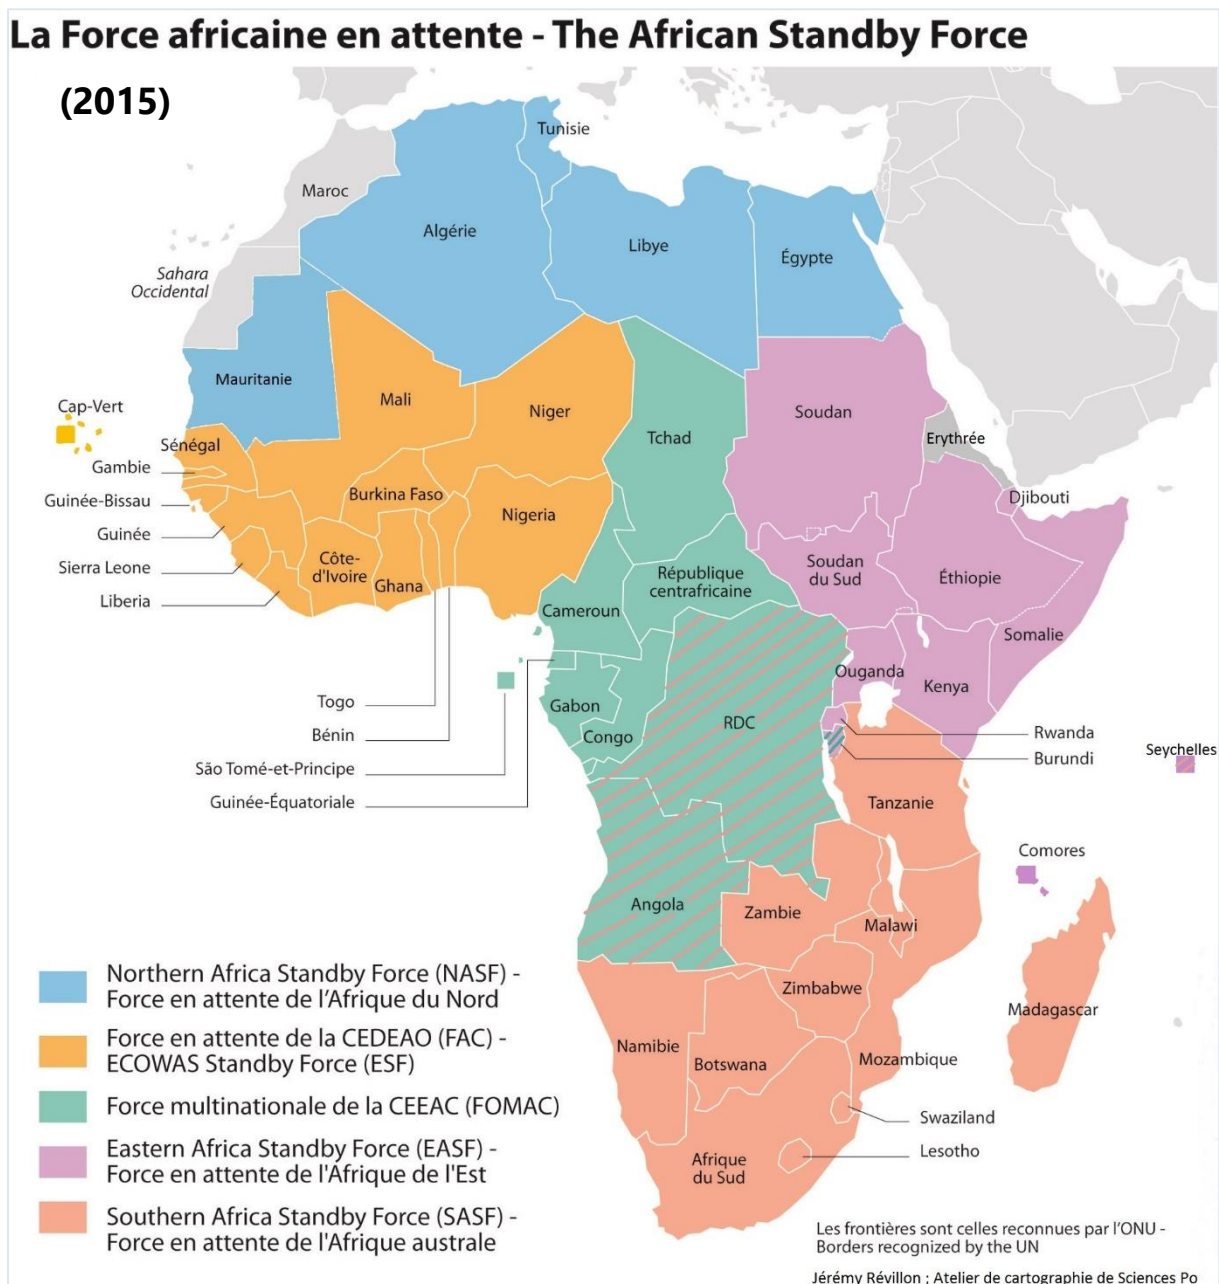 La Force africaine en attente - The African Standby Force
(2015)
Tunisie
Maroc
Algérie
Libye
Égypte
Sahara
Occidental
Mauritanie
Mali
Niger
Tchad
Soudan
Erythrée
Cap-Vert
Sénégal
Gambie
Guinée-Bissau
Guinée
Sierra Leone
Liberia
Burkina Faso
Nigeria
Côte-
d'Ivoire
Ghana
Djibouti
Soudan
du Sud
Éthiopie
République
centrafricaine
Cameroun
Somalie
Ouganda
Kenya
Togo
Bénin
São Tomé-et-Principe
Guinée-Équatoriale
Gabon
Congo
RDC
Rwanda
Burundi
Seychelles
Tanzanie
Comores
Angola
Zambie
Malawi
Zimbabwe
Madagascar
Namibie
Botswana
Mozambique
Swaziland
Lesotho
Afrique
du Sud
Northern Africa Standby Force (NASF) -
Force en attente de l'Afrique du Nord
Force en attente de la CEDEAO (FAC) -
ECOWAS Standby Force (ESF)
Force multinationale de la CEEAC (FOMAC)
Eastern Africa Standby Force (EASF) -
Force en attente de l'Afrique de l'Est
Southern Africa Standby Force (SASF) -
Force en attente de l'Afrique australe
Les frontières sont celles reconnues par l'ONU -
Borders recognized by the UN
Jérémy Révillon ; Atelier de cartographie de Sciences Po